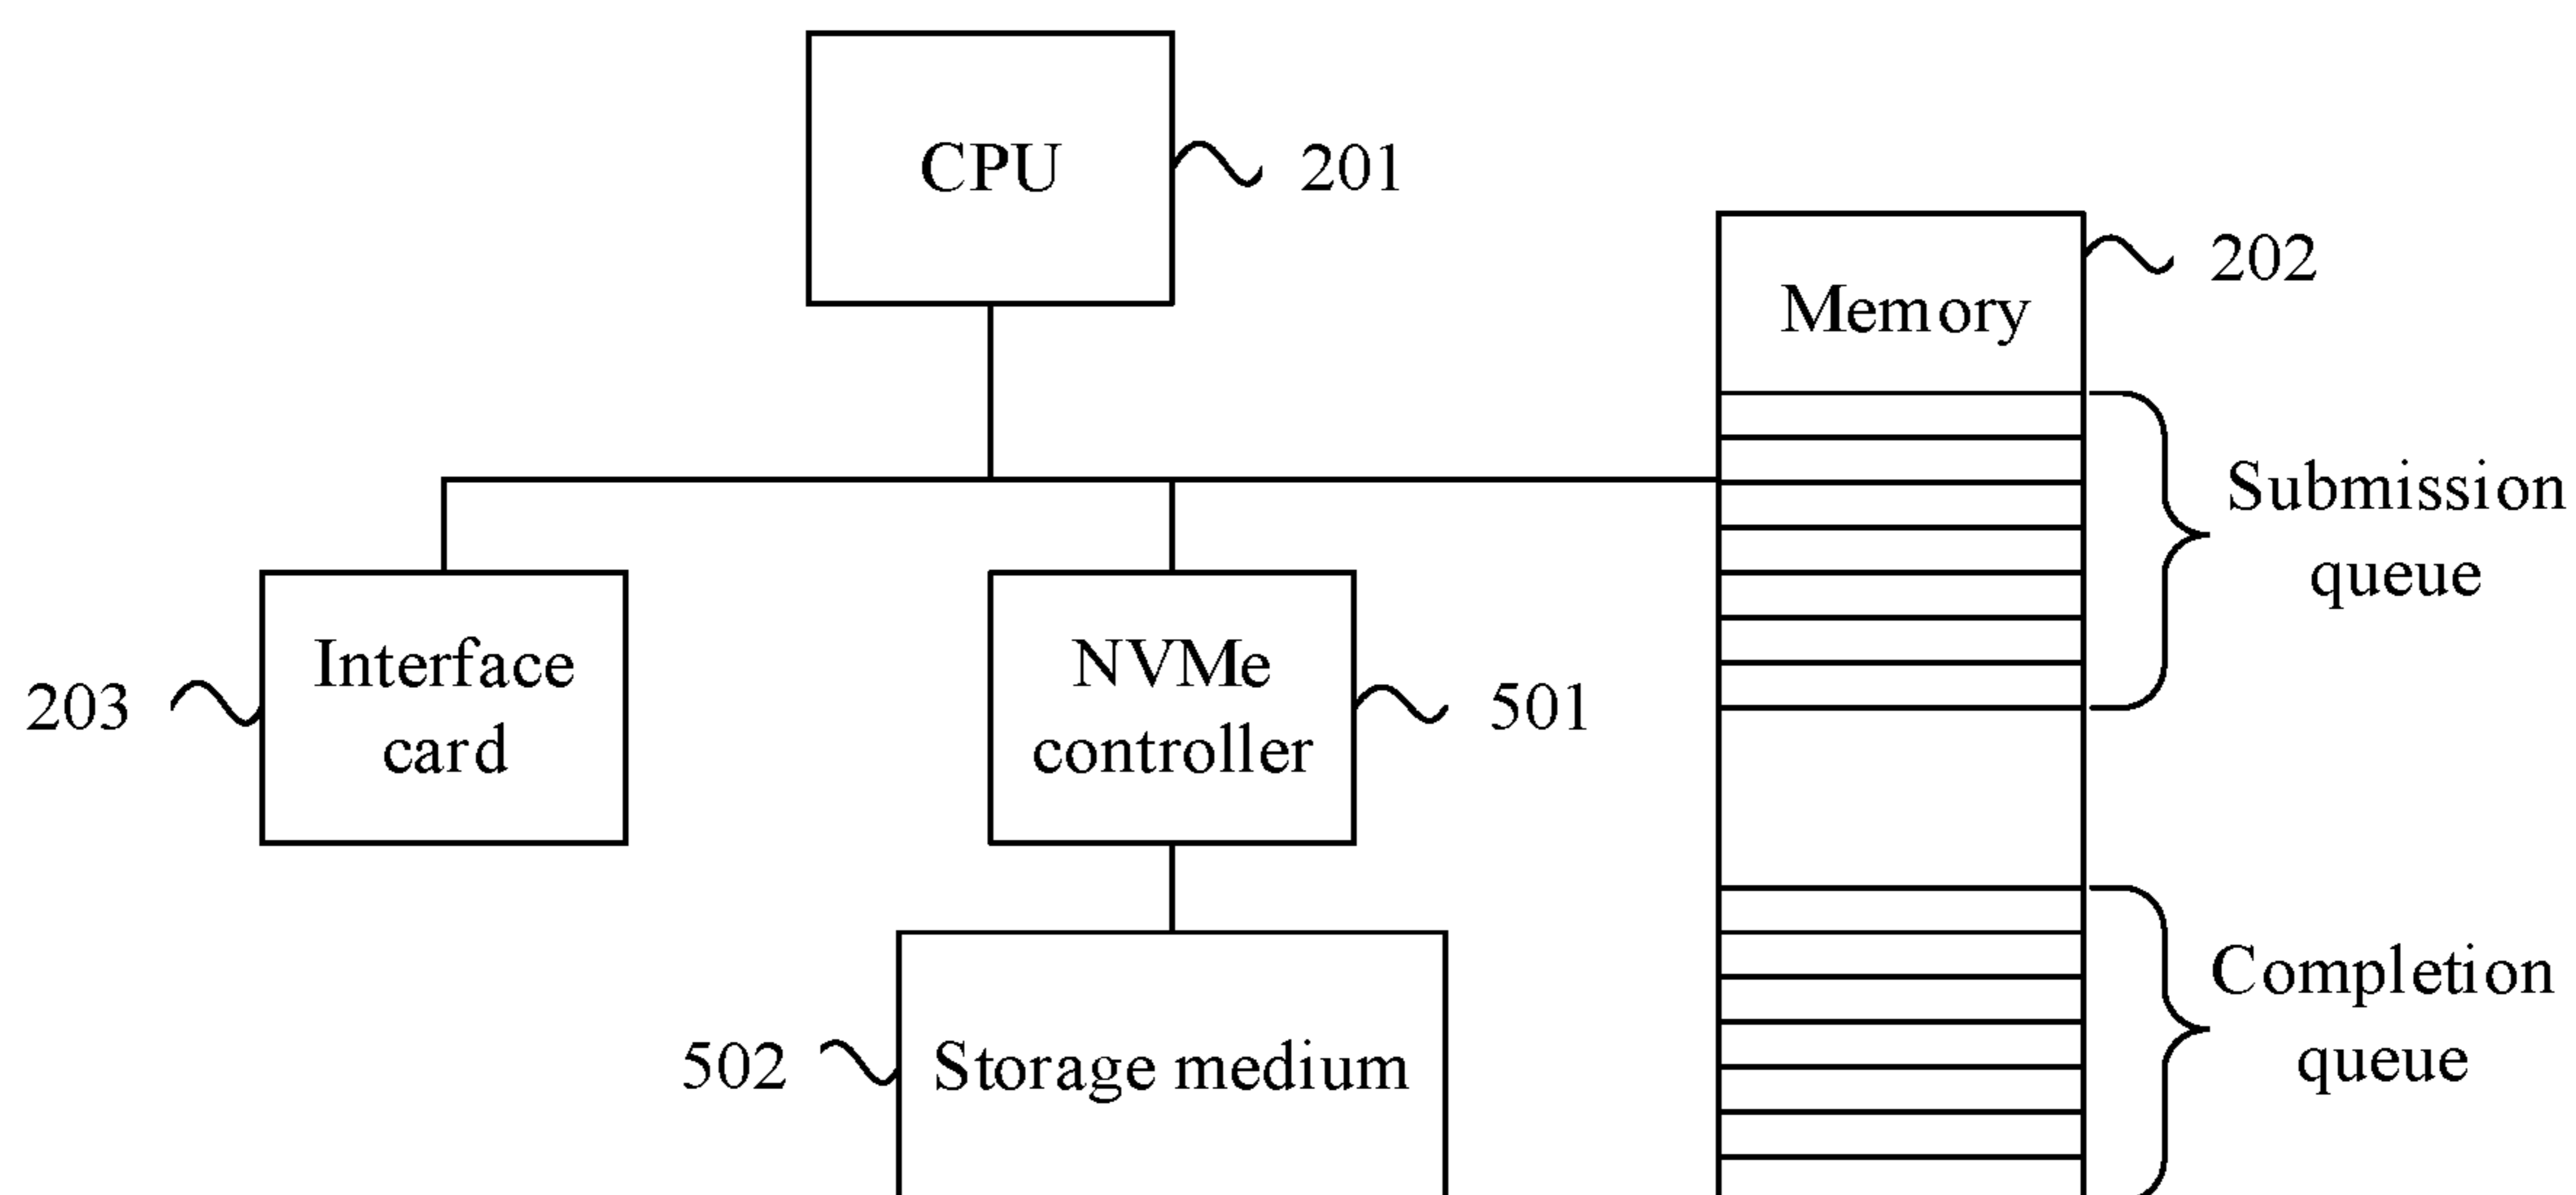 CPU
201
202
Memory
Submission
queue
Interface
card
203
NVMe
controller
501
Completion
queue
502
Storage medium